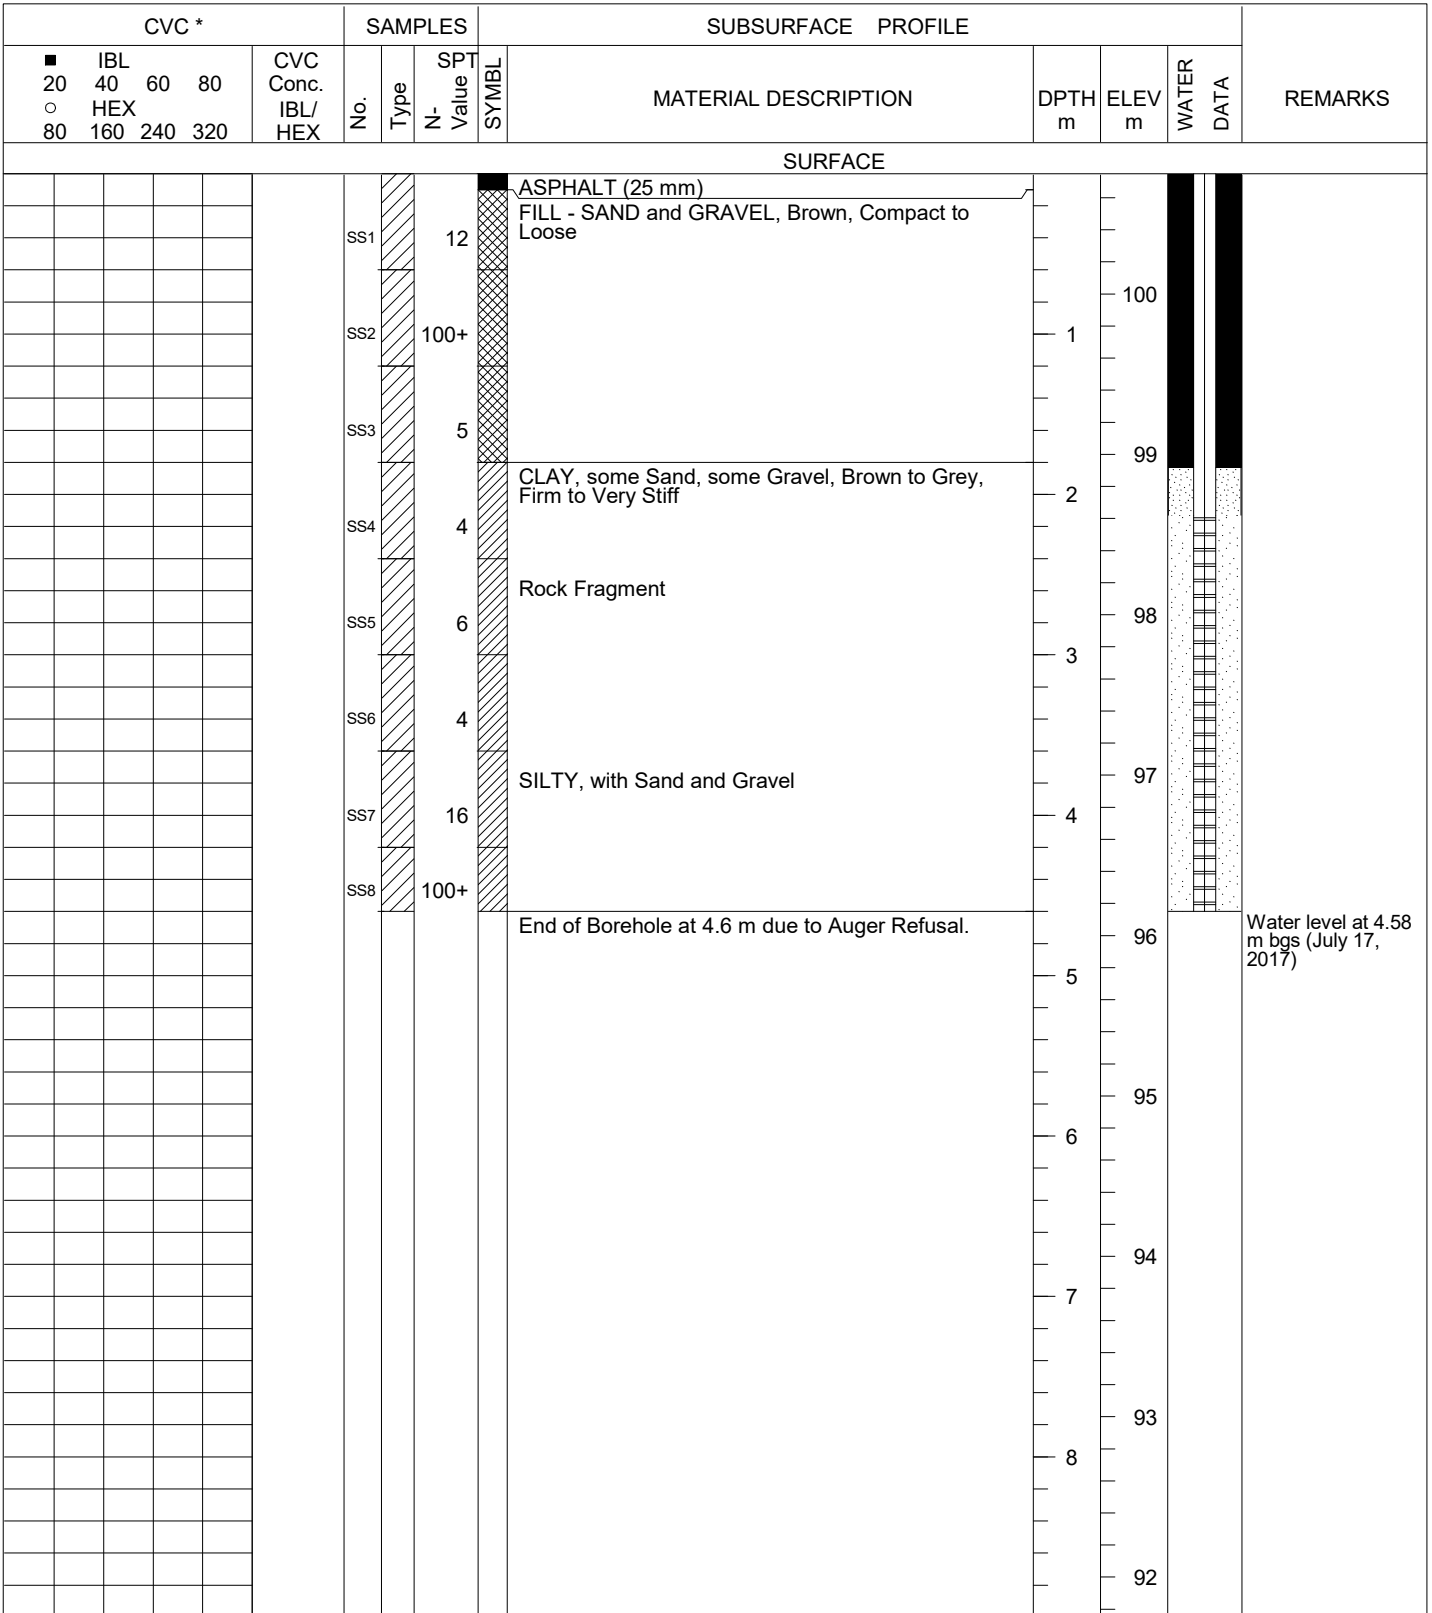 CVC *
SAMPLES
SUBSURFACE PROFILE
■ IBL
20 40 60 80
○ HEX
80 160 240 320
CVC
Conc.
IBL/
HEX
No.
Type
SPT
N-
Value
SYMBL
MATERIAL DESCRIPTION
DPTH
m
ELEV
m
WATER
DATA
REMARKS
SURFACE
ASPHALT (25 mm)
FILL - SAND and GRAVEL, Brown, Compact to
Loose
SS1 12
100
SS2 100+ 1
SS3 5
99
CLAY, some Sand, some Gravel, Brown to Grey,
Firm to Very Stiff
2
SS4 4
Rock Fragment
SS5 6 98
3
SS6 4
97
SILTY, with Sand and Gravel
SS7 16 4
SS8 100+
End of Borehole at 4.6 m due to Auger Refusal.
96
Water level at 4.58
m bgs (July 17,
2017)
5
95
6
94
7
93
8
92